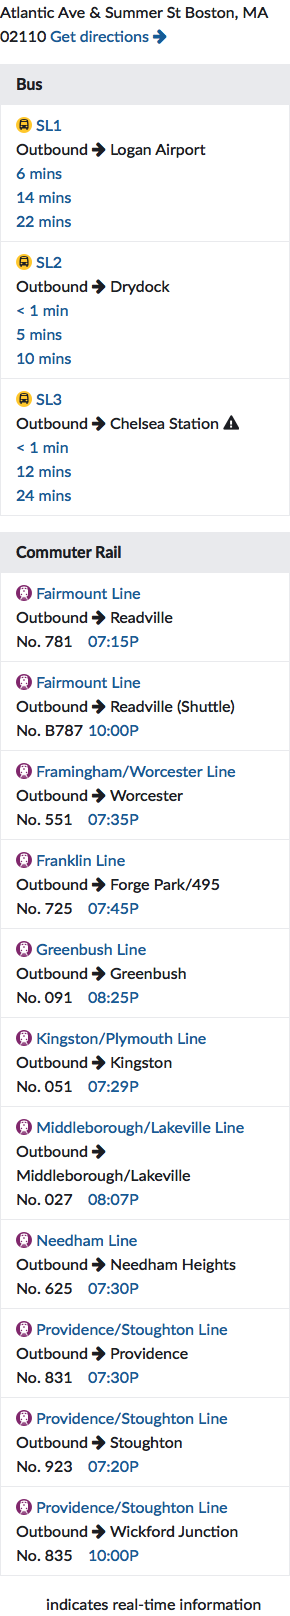 Atlantic Ave & Summer St Boston, MA
02110 Get directions
Bus
SL1
Outbound Logan Airport
6 mins
14 mins
22 mins
SL2
Outbound Drydock
< 1 min
5 mins
10 mins
SL3
Outbound Chelsea Station
< 1 min
12 mins
24 mins
Commuter Rail
Fairmount Line
Outbound Readville
No. 781 07:15P
Fairmount Line
Outbound Readville (Shuttle)
No. B787 10:00P
Framingham/Worcester Line
Outbound Worcester
No. 551 07:35P
Franklin Line
Outbound Forge Park/495
No. 725 07:45P
Greenbush Line
Outbound Greenbush
No. 091 08:25P
Kingston/Plymouth Line
Outbound Kingston
No. 051 07:29P
Middleborough/Lakeville Line
Outbound
Middleborough/Lakeville
No. 027 08:07P
Needham Line
Outbound Needham Heights
No. 625 07:30P
Providence/Stoughton Line
Outbound Providence
No. 831 07:30P
Providence/Stoughton Line
Outbound Stoughton
No. 923 07:20P
Providence/Stoughton Line
Outbound Wickford Junction
No. 835 10:00P
indicates real-time information